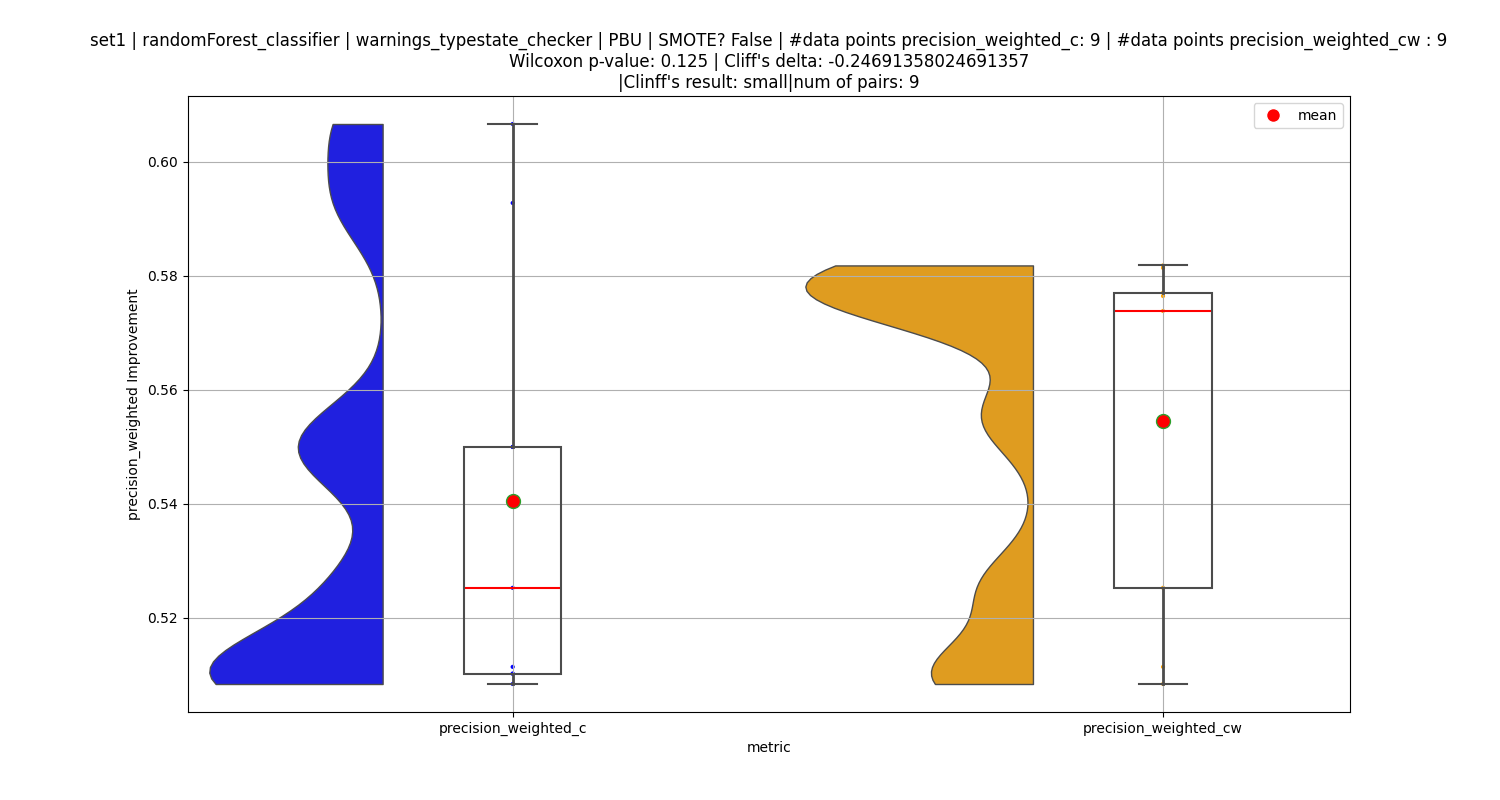 set1 | randomForest_classifier | warnings_typestate_checker | PBU | SMOTE? False | #data points precision_weighted_c: 9 | #data points precision_weighted_cw : 9
Wilcoxon p-value: 0.125 | Cliff's delta: -0.24691358024691357
|Clinff's result: small|num of pairs: 9
mean
0.60
0.58
0.56
0.54
0.52
precision_weighted Improvement
precision_weighted_c
precision_weighted_cw
metric